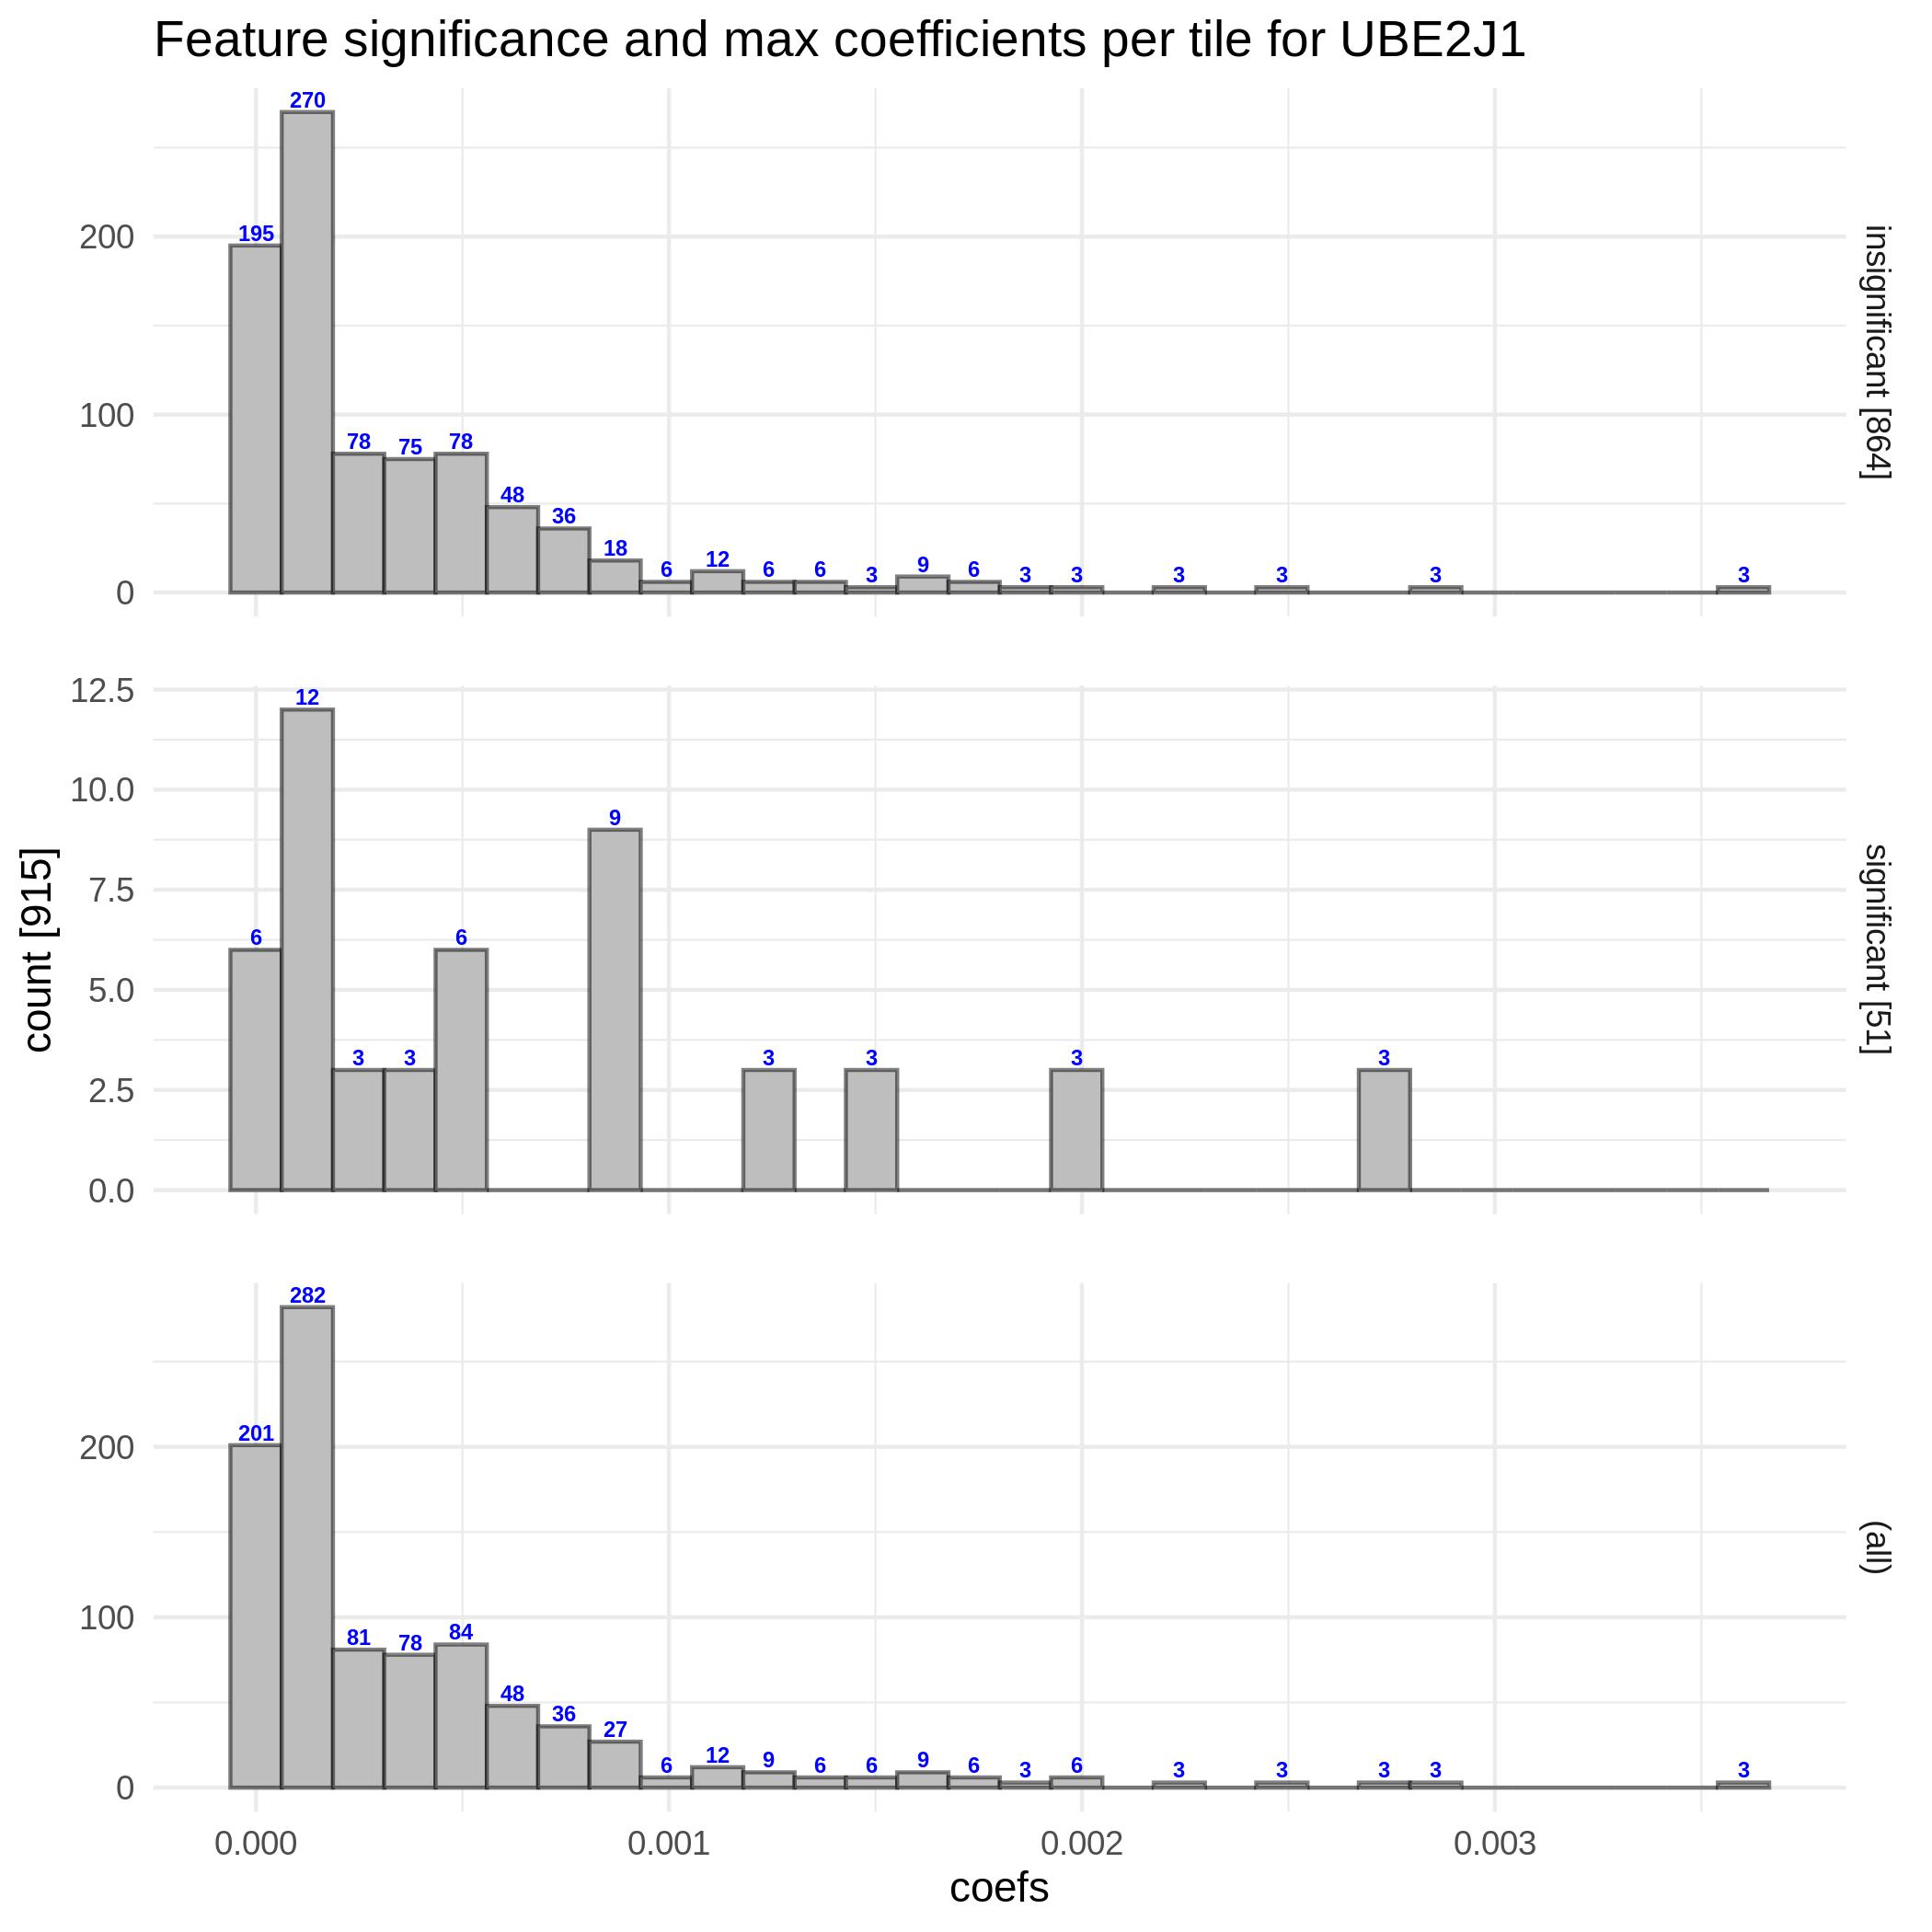 Feature significance and max coefficients per tile for UBE2J1
270
195
78 75 78
48
36
18
6 12 6 6 3 9 6 3 3 3 3 3 3
200
100
0
insignificant [864]
12
9
6 6
3 3 3 3 3 3
12.5
10.0
7.5
5.0
2.5
0.0
significant [51]
count [915]
282
201
81 78 84
48
36
27
6 12 9 6 6 9 6 3 6 3 3 3 3 3
200
100
0
(all)
0.000 0.001 0.002 0.003
coefs